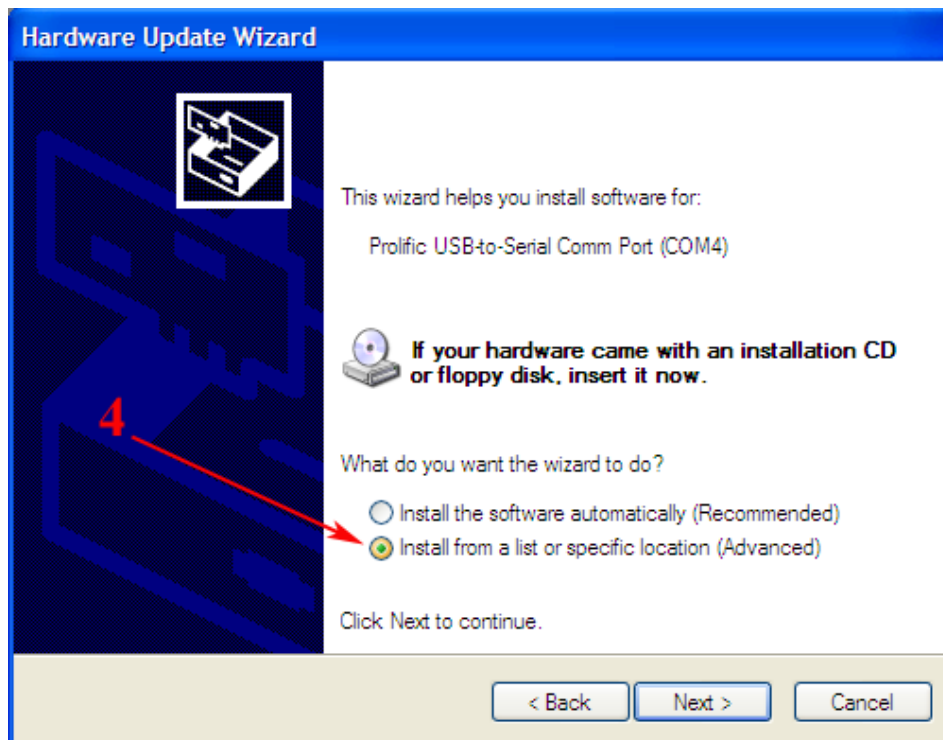 Hardware Update Wizard
This wizard helps you install software for:
Prolific USB-to-Serial Comm Port (COM4)
If your hardware came with an installation CD
or floppy disk, insert it now.
4
What do you want the wizard to do?
Install the software automatically (Recommended)
Install from a list or specific location (Advanced)
Click Next to continue.
< Back Next > Cancel